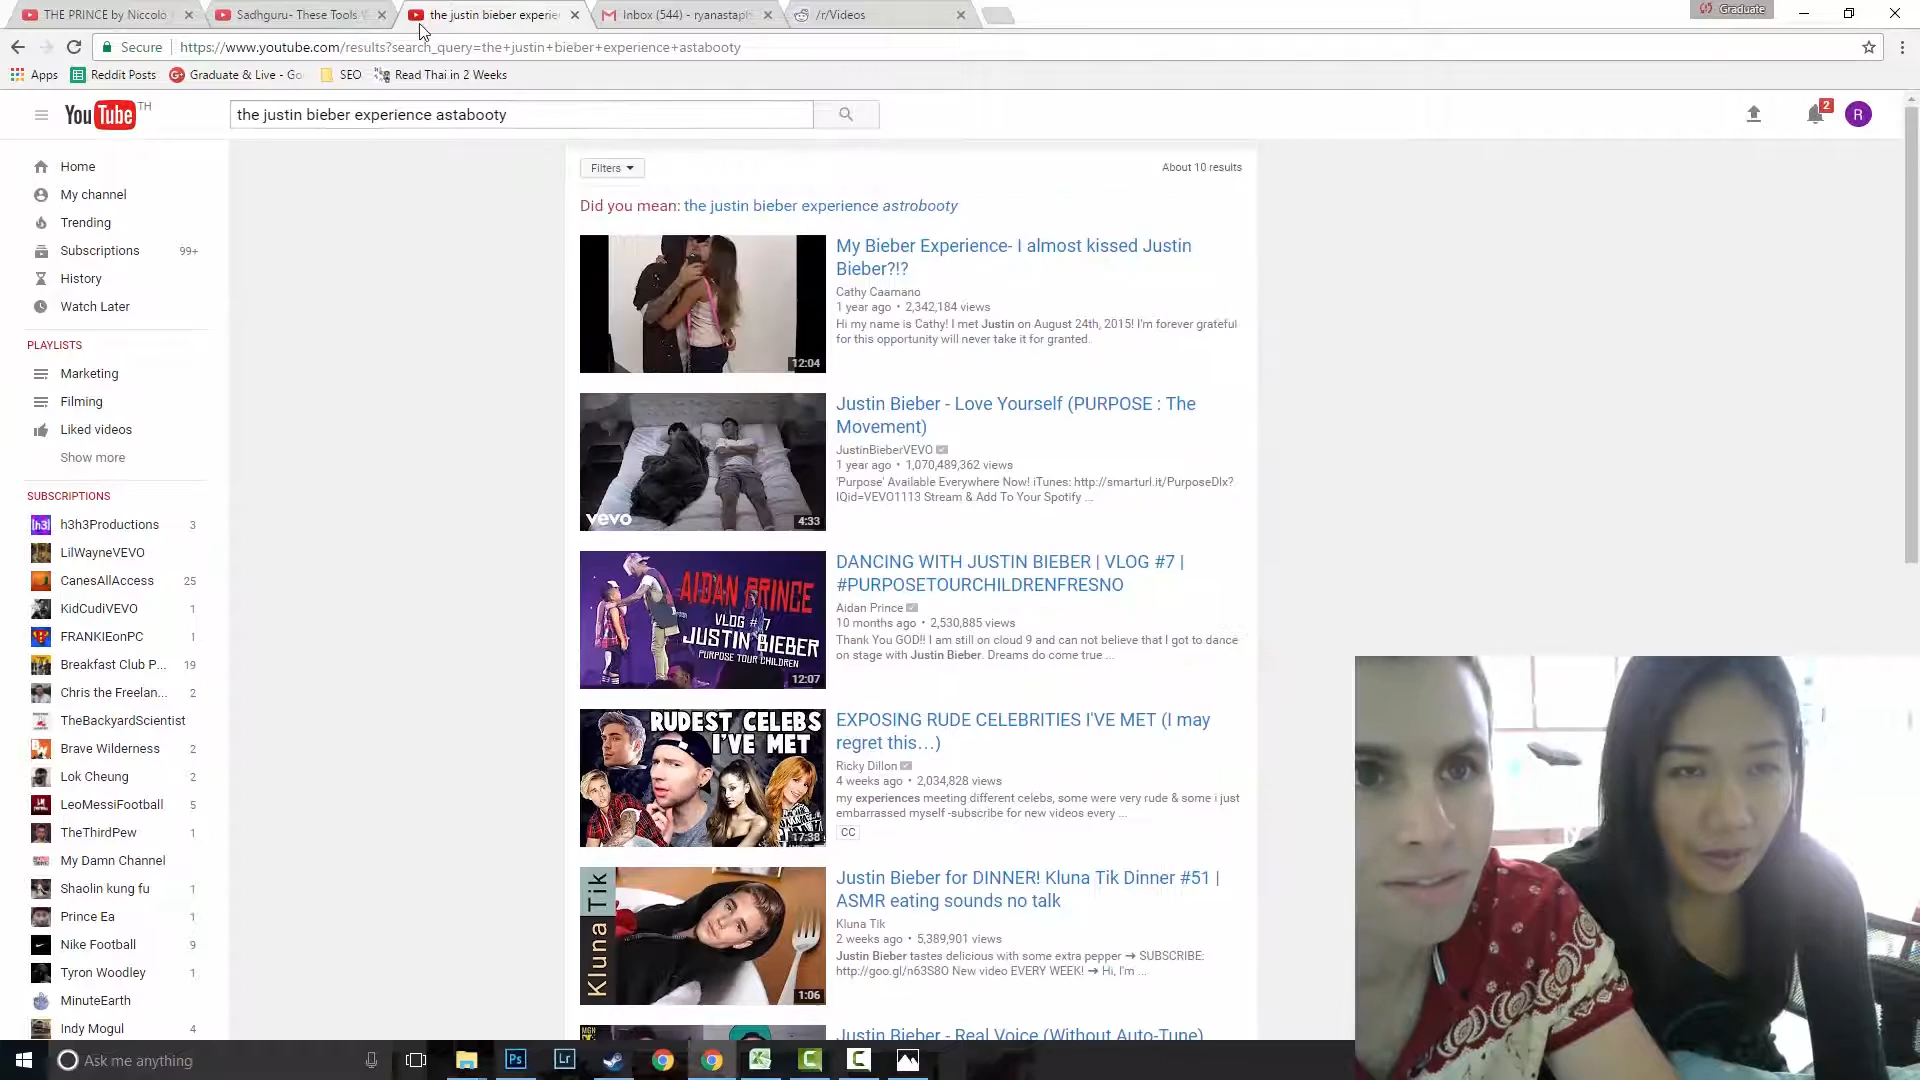 THE PRINCE by Niccolo
Sadhguru- These Tools
the justin bieber experie
Inbox (544) - ryanastaph
/r/Videos
Graduate
Secure
https://www.youtube.com/results?search_query=the+justin+bieber+experience+astabooty
Apps
Reddit Posts
Graduate & Live - Go
SEO
Read Thai in 2 Weeks
YouTube TH
the justin bieber experience astabooty
2
R
Home
My channel
Trending
Subscriptions 99+
History
Watch Later
PLAYLISTS
Marketing
Filming
Liked videos
Show more
SUBSCRIPTIONS
h3h3Productions 3
LilWayneVEVO
CanesAllAccess 25
KidCudiVEVO 1
FRANKIEonPC 1
Breakfast Club P... 19
Chris the Freelan... 2
TheBackyardScientist
Brave Wilderness 2
Lok Cheung 2
LeoMessiFootball 5
TheThirdPew 1
My Damn Channel
Shaolin kung fu 1
Prince Ea 1
Nike Football 9
Tyron Woodley 1
MinuteEarth
Indy Mogul 4
Filters
About 10 results
Did you mean: the justin bieber experience astrobooty
12:04
My Bieber Experience- I almost kissed Justin
Bieber?!?
Cathy Caamano
1 year ago • 2,342,184 views
Hi my name is Cathy! I met Justin on August 24th, 2015! I'm forever grateful
for this opportunity will never take it for granted.
vevo
4:33
Justin Bieber - Love Yourself (PURPOSE : The
Movement)
JustinBieberVEVO
1 year ago • 1,070,489,362 views
'Purpose' Available Everywhere Now! iTunes: http://smarturl.it/PurposeDlx?
IQid=VEVO1113 Stream & Add To Your Spotify ...
AIDAN PRINCE
VLOG # 7
JUSTIN BIEBER
PURPOSE TOUR CHILDREN
12:07
DANCING WITH JUSTIN BIEBER | VLOG #7 |
#PURPOSETOURCHILDRENFRESNO
Aidan Prince
10 months ago • 2,530,885 views
Thank You GOD!! I am still on cloud 9 and can not believe that I got to dance
on stage with Justin Bieber. Dreams do come true ...
RUDEST CELEBS
I'VE MET
17:38
EXPOSING RUDE CELEBRITIES I'VE MET (I may
regret this…)
Ricky Dillon
4 weeks ago • 2,034,828 views
my experiences meeting different celebs, some were very rude & some i just
embarrassed myself -subscribe for new videos every ...
CC
Kluna Tik
1:06
Justin Bieber for DINNER! Kluna Tik Dinner #51 |
ASMR eating sounds no talk
Kluna Tik
2 weeks ago • 5,389,901 views
Justin Bieber tastes delicious with some extra pepper ➔ SUBSCRIBE:
http://goo.gl/n63S8O New video EVERY WEEK! ➔ Hi, I'm ...
Justin Bieber - Real Voice (Without Auto-Tune)
Ask me anything
Ps
Lr